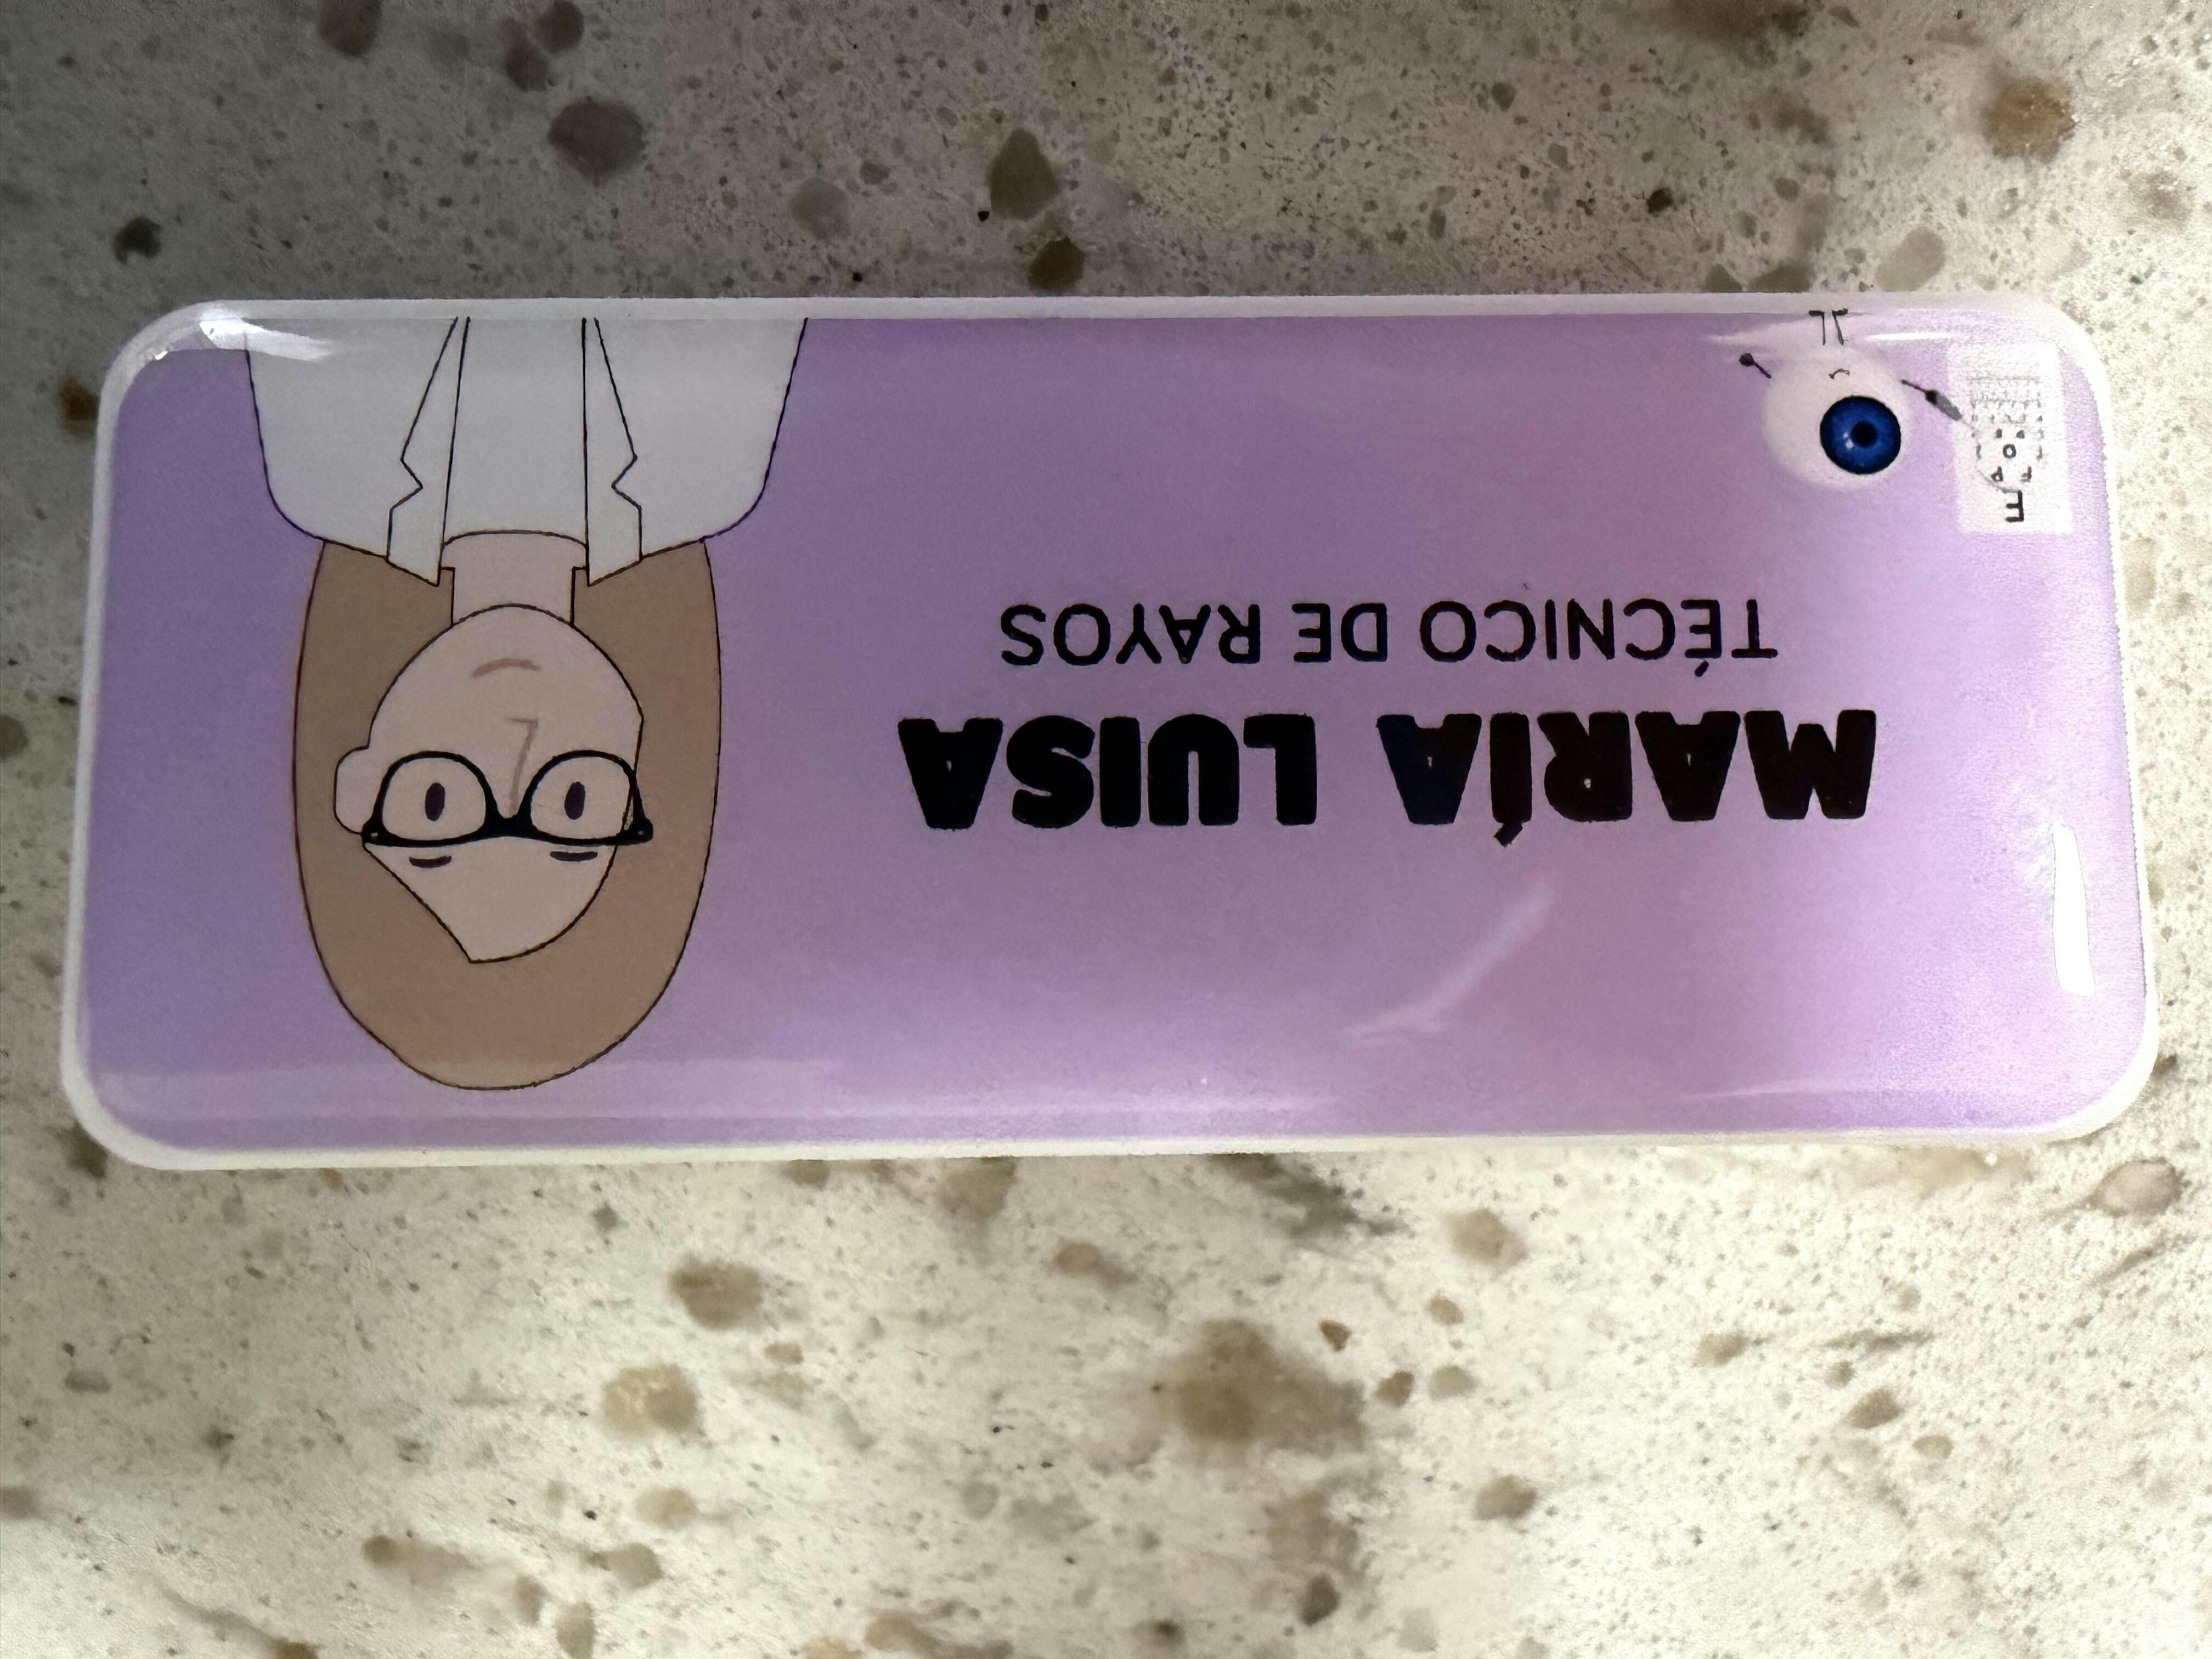 MARÍA LUISA
TÉCNICO DE RAYOS
E